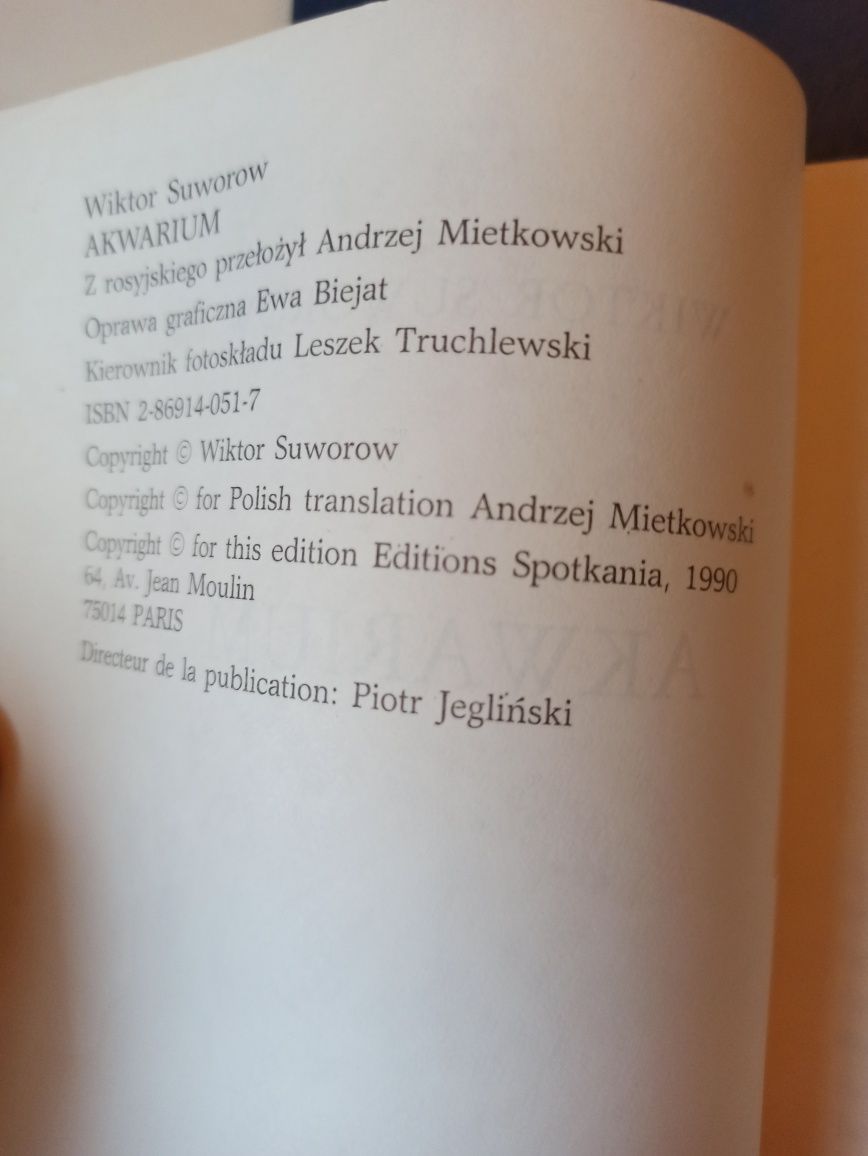 Wiktor Suworow
AKWARIUM
Z rosyjskiego przełożył Andrzej Mietkowski
Oprawa graficzna Ewa Biejat
Kierownik fotoskładu Leszek Truchlewski
ISBN 2-86914-051-7
Copyright © Wiktor Suworow
Copyright © for Polish translation Andrzej Mietkowski
Copyright © for this edition Editions Spotkania, 1990
64, Av. Jean Moulin
75014 PARIS
Directeur de la publication: Piotr Jegliński